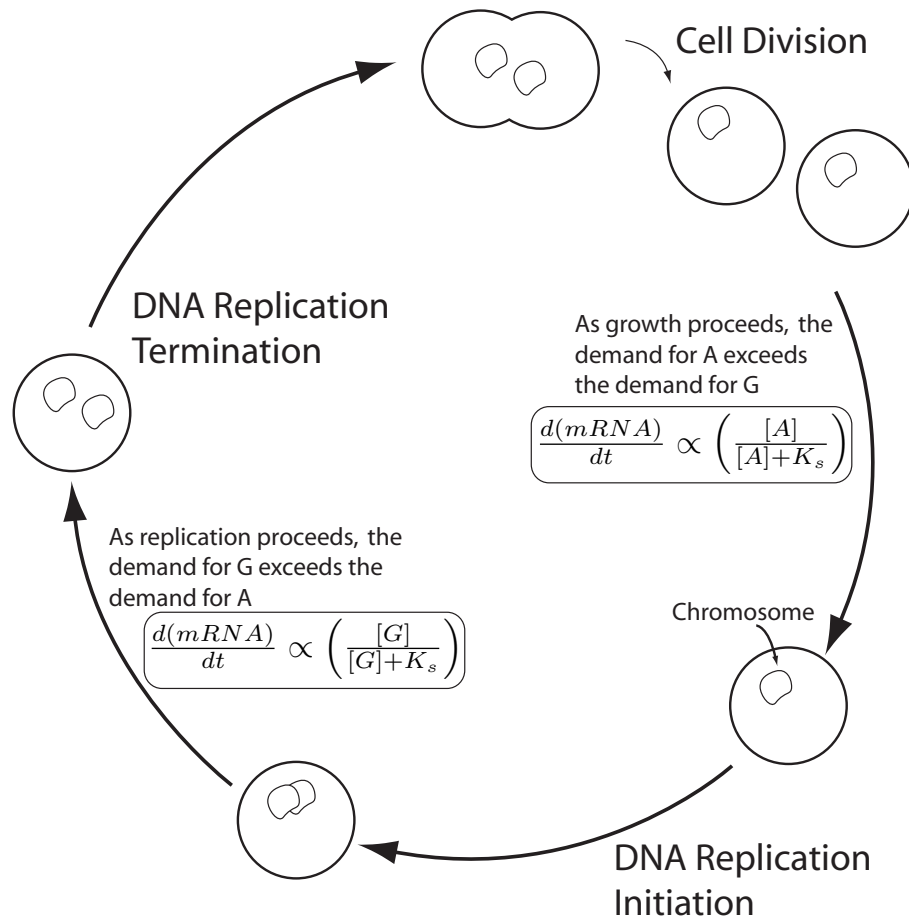 Cell Division
DNA Replication
Termination
As growth proceeds, the
demand for A exceeds
the demand for G
d(mRNA)/dt ∝ ([A]/([A]+K_s))
As replication proceeds, the
demand for G exceeds the
demand for A
d(mRNA)/dt ∝ ([G]/([G]+K_s))
Chromosome
DNA Replication
Initiation